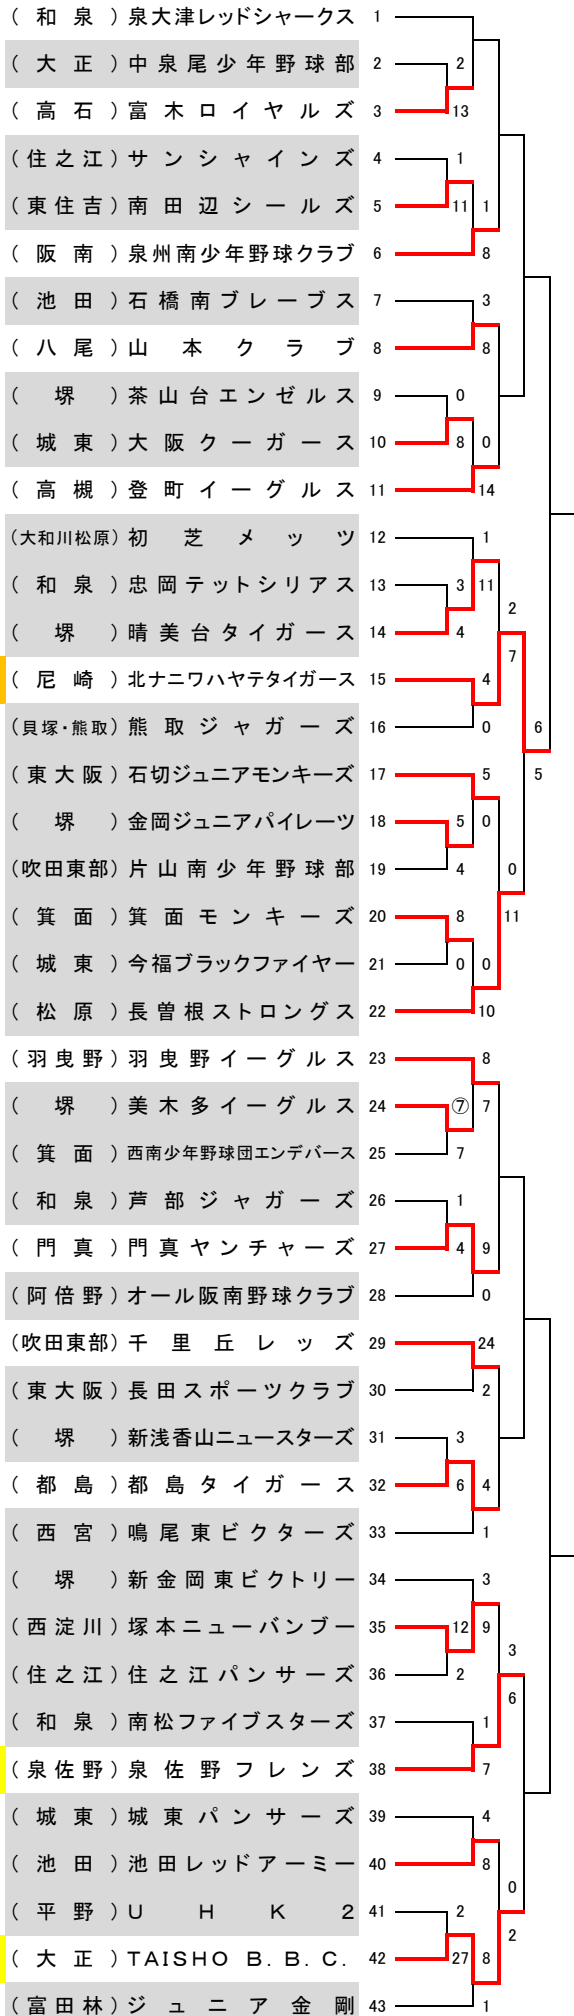 (和泉)泉大津レッドシャークス 1
(大正)中泉尾少年野球部 2 2
(高石)富木ロイヤルズ 3 13
(住之江)サンシャインズ 4 1
(東住吉)南田辺シールズ 5 11 1
(阪南)泉州南少年野球クラブ 6 8
(池田)石橋南ブレーブス 7 3
(八尾)山本クラブ 8 8
(堺)茶山台エンゼルス 9 0
(城東)大阪クーガース 10 8 0
(高槻)登町イーグルス 11 14
(大和川松原)初芝メッツ 12 1
(和泉)忠岡テットシリアス 13 3 11
2
(堺)晴美台タイガース 14 4
7
(尼崎)北ナニワハヤテタイガース 15 4
(貝塚・熊取)熊取ジャガーズ 16 0 6
(東大阪)石切ジュニアモンキーズ 17 5 5
(堺)金岡ジュニアパイレーツ 18 5 0
(吹田東部)片山南少年野球部 19 4 0
(箕面)箕面モンキーズ 20 8 11
(城東)今福ブラックファイヤー 21 0 0
(松原)長曽根ストロングス 22 10
(羽曳野)羽曳野イーグルス 23 8
(堺)美木多イーグルス 24 ⑦ 7
(箕面)西南少年野球団エンデバース 25 7
(和泉)芦部ジャガーズ 26 1
(門真)門真ヤンチャーズ 27 4 9
(阿倍野)オール阪南野球クラブ 28 0
(吹田東部)千里丘レッズ 29 24
(東大阪)長田スポーツクラブ 30 2
(堺)新浅香山ニュースターズ 31 3
(都島)都島タイガース 32 6 4
(西宮)鳴尾東ビクターズ 33 1
(堺)新金岡東ビクトリー 34 3
(西淀川)塚本ニューバンブー 35 12 9
3
(住之江)住之江パンサーズ 36 2
6
(和泉)南松ファイブスターズ 37 1
(泉佐野)泉佐野フレンズ 38 7
(城東)城東パンサーズ 39 4
(池田)池田レッドアーミー 40 8
0
(平野)UHK2 41 2
2
(大正)TAISHO B.B.C. 42 27 8
(富田林)ジュニア金剛 43 1